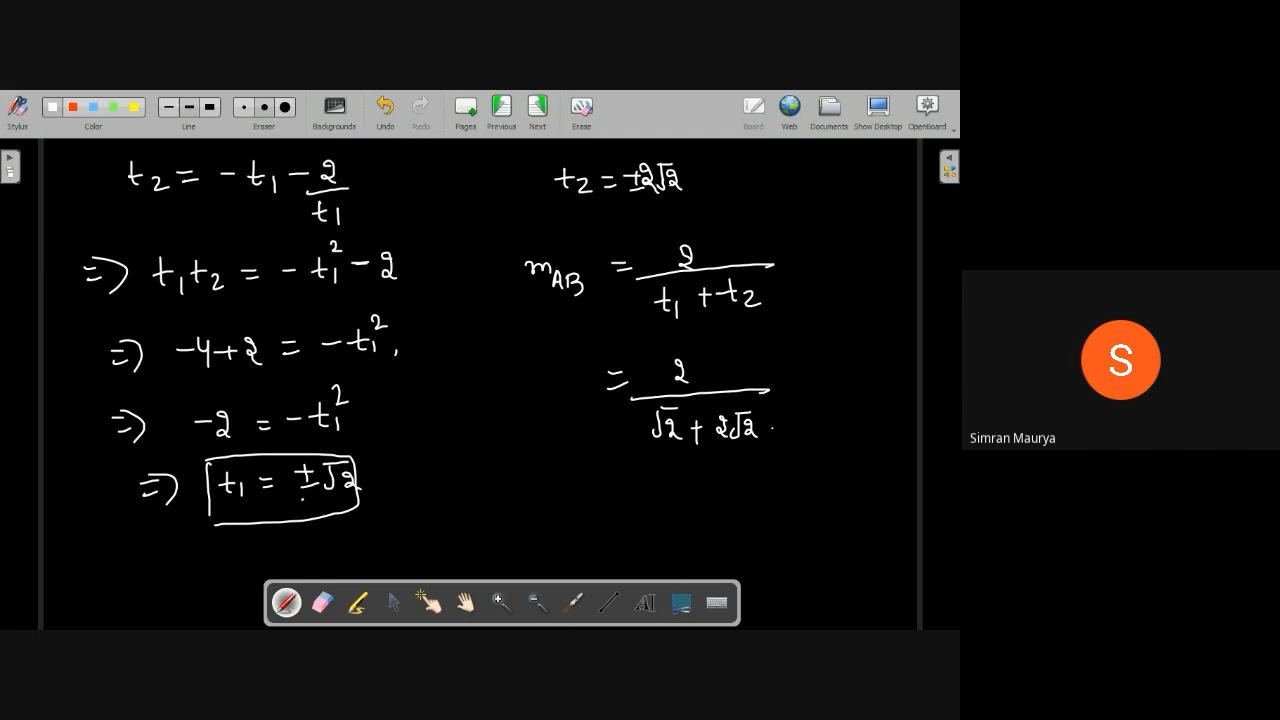 Stylus Color Line Eraser Backgrounds Undo Redo Pages Previous Next Erase Board Web Documents Show Desktop OpenBoard
t₂ = -t₁ - 2/t₁
⇒ t₁t₂ = -t₁² - 2
⇒ -4+2 = -t₁²,
⇒ -2 = -t₁²
⇒ t₁ = ±√2
t₂ = ±2√2
m_AB = 2/(t₁ + t₂)
= 2/(√2 + 2√2).
S
Simran Maurya